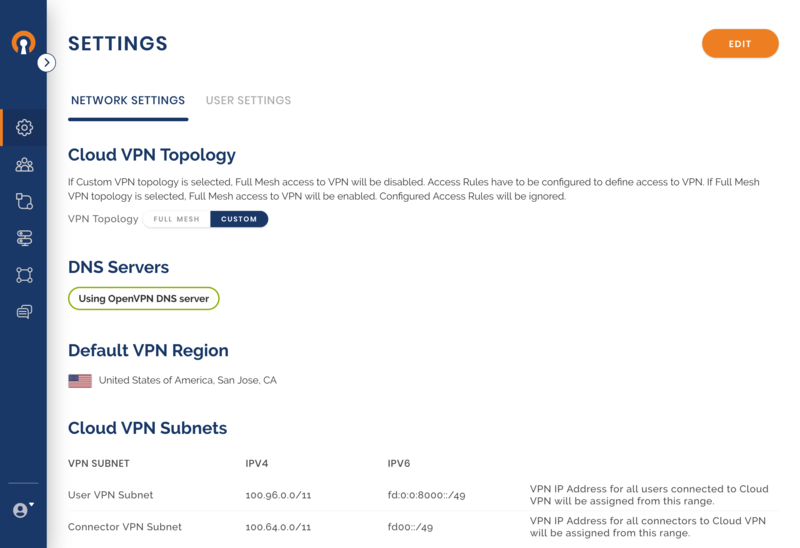 SETTINGS
EDIT
NETWORK SETTINGS
USER SETTINGS
Cloud VPN Topology
If Custom VPN topology is selected, Full Mesh access to VPN will be disabled. Access Rules have to be configured to define access to VPN. If Full Mesh
VPN topology is selected, Full Mesh access to VPN will be enabled. Configured Access Rules will be ignored.
VPN Topology FULL MESH CUSTOM
DNS Servers
Using OpenVPN DNS server
Default VPN Region
United States of America, San Jose, CA
Cloud VPN Subnets
VPN SUBNET IPV4 IPV6
User VPN Subnet 100.96.0.0/11 fd:0:0:8000::/49 VPN IP Address for all users connected to Cloud
VPN will be assigned from this range.
Connector VPN Subnet 100.64.0.0/11 fd00::/49 VPN IP Address for all connectors to Cloud VPN
will be assigned from this range.